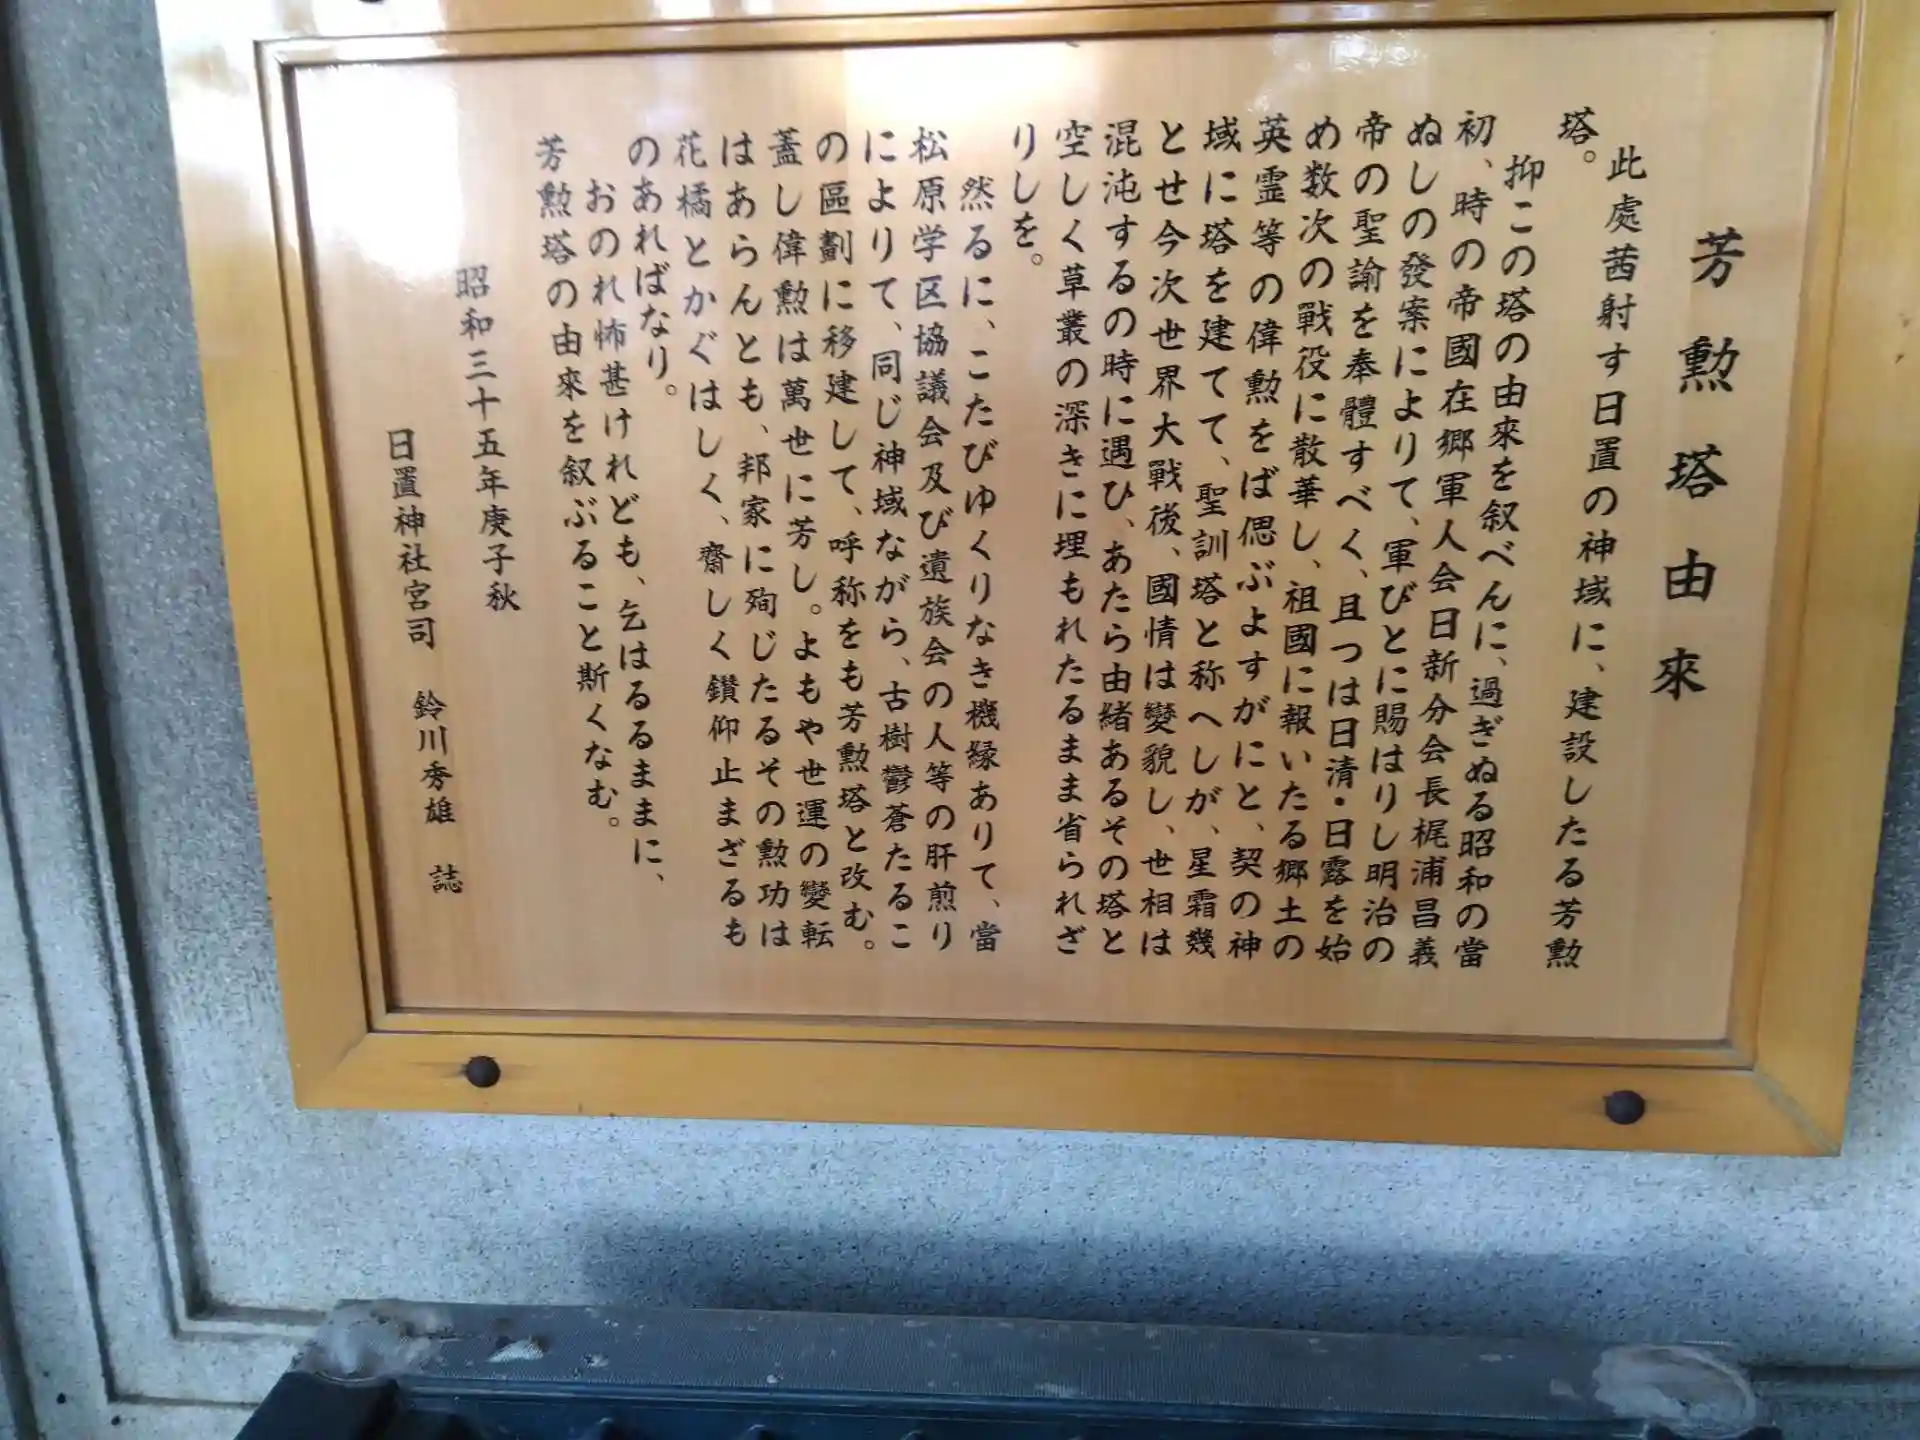 芳勲塔由來
此處茜射す日置の神域に、建設したる芳勲
塔。
抑この塔の由來を叙べんに、過ぎぬる昭和の當
初、時の帝國在郷軍人会日新分会長梶浦昌義
ぬしの發案によりて、軍びとに賜はりし明治の
帝の聖諭を奉體すべく、且つは日清・日露を始
め数次の戰役に散華し、祖國に報いたる郷土の
英霊等の偉勲をば偲ぶよすがにと、契の神
域に塔を建てて、聖訓塔と称へしが、星霜幾
とせ今次世界大戰後、國情は變貌し、世相は
混沌するの時に遇ひ、あたら由緒あるその塔と
空しく草叢の深きに埋もれたるまま省られざ
りしを。
然るに、こたびゆくりなき機縁ありて、當
松原学区協議会及び遺族会の人等の肝煎り
によりて、同じ神域ながら、古樹鬱蒼たるこ
の區劃に移建して、呼称をも芳勲塔と改む。
蓋し偉勲は萬世に芳し。よもや世運の變転
はあらんとも、邦家に殉じたるその勲功は
花橘とかぐはしく、齋しく鑚仰止まざるも
のあればなり。
おのれ怖甚けれども、乞はるるままに、
芳勲塔の由來を叙ぶること斯くなむ。
昭和三十五年庚子秋
日置神社宮司 鈴川秀雄 誌